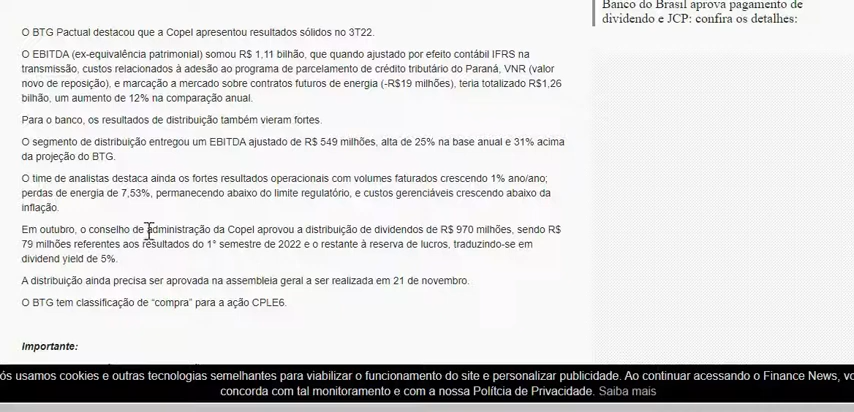 Banco do Brasil aprova pagamento de
dividendo e JCP: confira os detalhes:
O BTG Pactual destacou que a Copel apresentou resultados sólidos no 3T22.
O EBITDA (ex-equivalência patrimonial) somou R$ 1,11 bilhão, que quando ajustado por efeito contábil IFRS na
transmissão, custos relacionados à adesão ao programa de parcelamento de crédito tributário do Paraná, VNR (valor
novo de reposição), e marcação a mercado sobre contratos futuros de energia (-R$19 milhões), teria totalizado R$1,26
bilhão, um aumento de 12% na comparação anual.
Para o banco, os resultados de distribuição também vieram fortes.
O segmento de distribuição entregou um EBITDA ajustado de R$ 549 milhões, alta de 25% na base anual e 31% acima
da projeção do BTG.
O time de analistas destaca ainda os fortes resultados operacionais com volumes faturados crescendo 1% ano/ano;
perdas de energia de 7,53%, permanecendo abaixo do limite regulatório, e custos gerenciáveis crescendo abaixo da
inflação.
Em outubro, o conselho de administração da Copel aprovou a distribuição de dividendos de R$ 970 milhões, sendo R$
79 milhões referentes aos resultados do 1° semestre de 2022 e o restante à reserva de lucros, traduzindo-se em
dividend yield de 5%.
A distribuição ainda precisa ser aprovada na assembleia geral a ser realizada em 21 de novembro.
O BTG tem classificação de “compra” para a ação CPLE6.
Importante:
ós usamos cookies e outras tecnologias semelhantes para viabilizar o funcionamento do site e personalizar publicidade. Ao continuar acessando o Finance News, vo
concorda com tal monitoramento e com a nossa Polítcia de Privacidade. Saiba mais